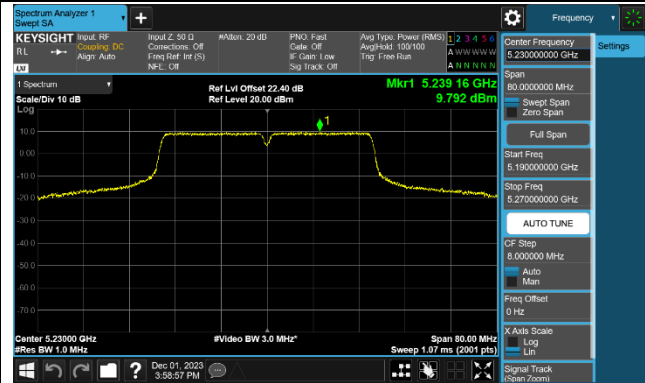 Spectrum Analyzer 1
Swept SA
Frequency
KEYSIGHT
RL
LXI
Input: RF
Coupling: DC
Align: Auto
Input Z: 50 Ω
Corrections: Off
Freq Ref: Int (S)
NFE: Off
#Atten: 20 dB
PNO: Fast
Gate: Off
IF Gain: Low
Sig Track: Off
Avg Type: Power (RMS)
Avg|Hold: 100/100
Trig: Free Run
1 2 3 4 5 6
A W W W W W
A N N N N N
1 Spectrum
Scale/Div 10 dB
Log
Ref Lvl Offset 22.40 dB
Ref Level 20.00 dBm
Mkr1 5.239 16 GHz
9.792 dBm
1
10.0
0.00
-10.0
-20.0
-30.0
-40.0
-50.0
-60.0
-70.0
Center 5.23000 GHz
#Res BW 1.0 MHz
#Video BW 3.0 MHz*
Span 80.00 MHz
Sweep 1.07 ms (2001 pts)
Dec 01, 2023
3:58:57 PM
Center Frequency
5.230000000 GHz
Span
80.0000000 MHz
Swept Span
Zero Span
Full Span
Start Freq
5.190000000 GHz
Stop Freq
5.270000000 GHz
AUTO TUNE
CF Step
8.000000 MHz
Auto
Man
Freq Offset
0 Hz
X Axis Scale
Log
Lin
Signal Track
(Span Zoom)
Settings